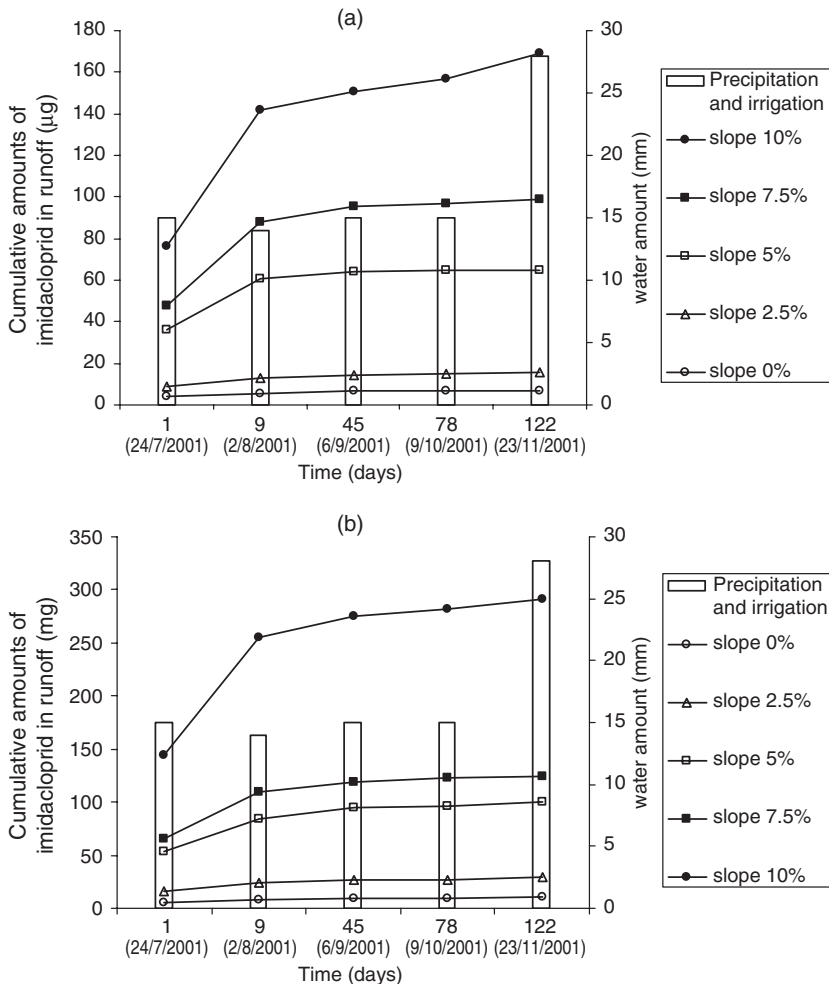 (a)
Cumulative amounts of
imidacloprid in runoff (µg)
180
160
140
120
100
80
60
40
20
0
30
25
20
15
10
5
0
water amount (mm)
1
(24/7/2001)
9
(2/8/2001)
45
(6/9/2001)
78
(9/10/2001)
122
(23/11/2001)
Time (days)
Precipitation
and irrigation
slope 10%
slope 7.5%
slope 5%
slope 2.5%
slope 0%
(b)
Cumulative amounts of
imidacloprid in runoff (mg)
350
300
250
200
150
100
50
0
30
25
20
15
10
5
0
water amount (mm)
1
(24/7/2001)
9
(2/8/2001)
45
(6/9/2001)
78
(9/10/2001)
122
(23/11/2001)
Time (days)
Precipitation
and irrigation
slope 0%
slope 2.5%
slope 5%
slope 7.5%
slope 10%